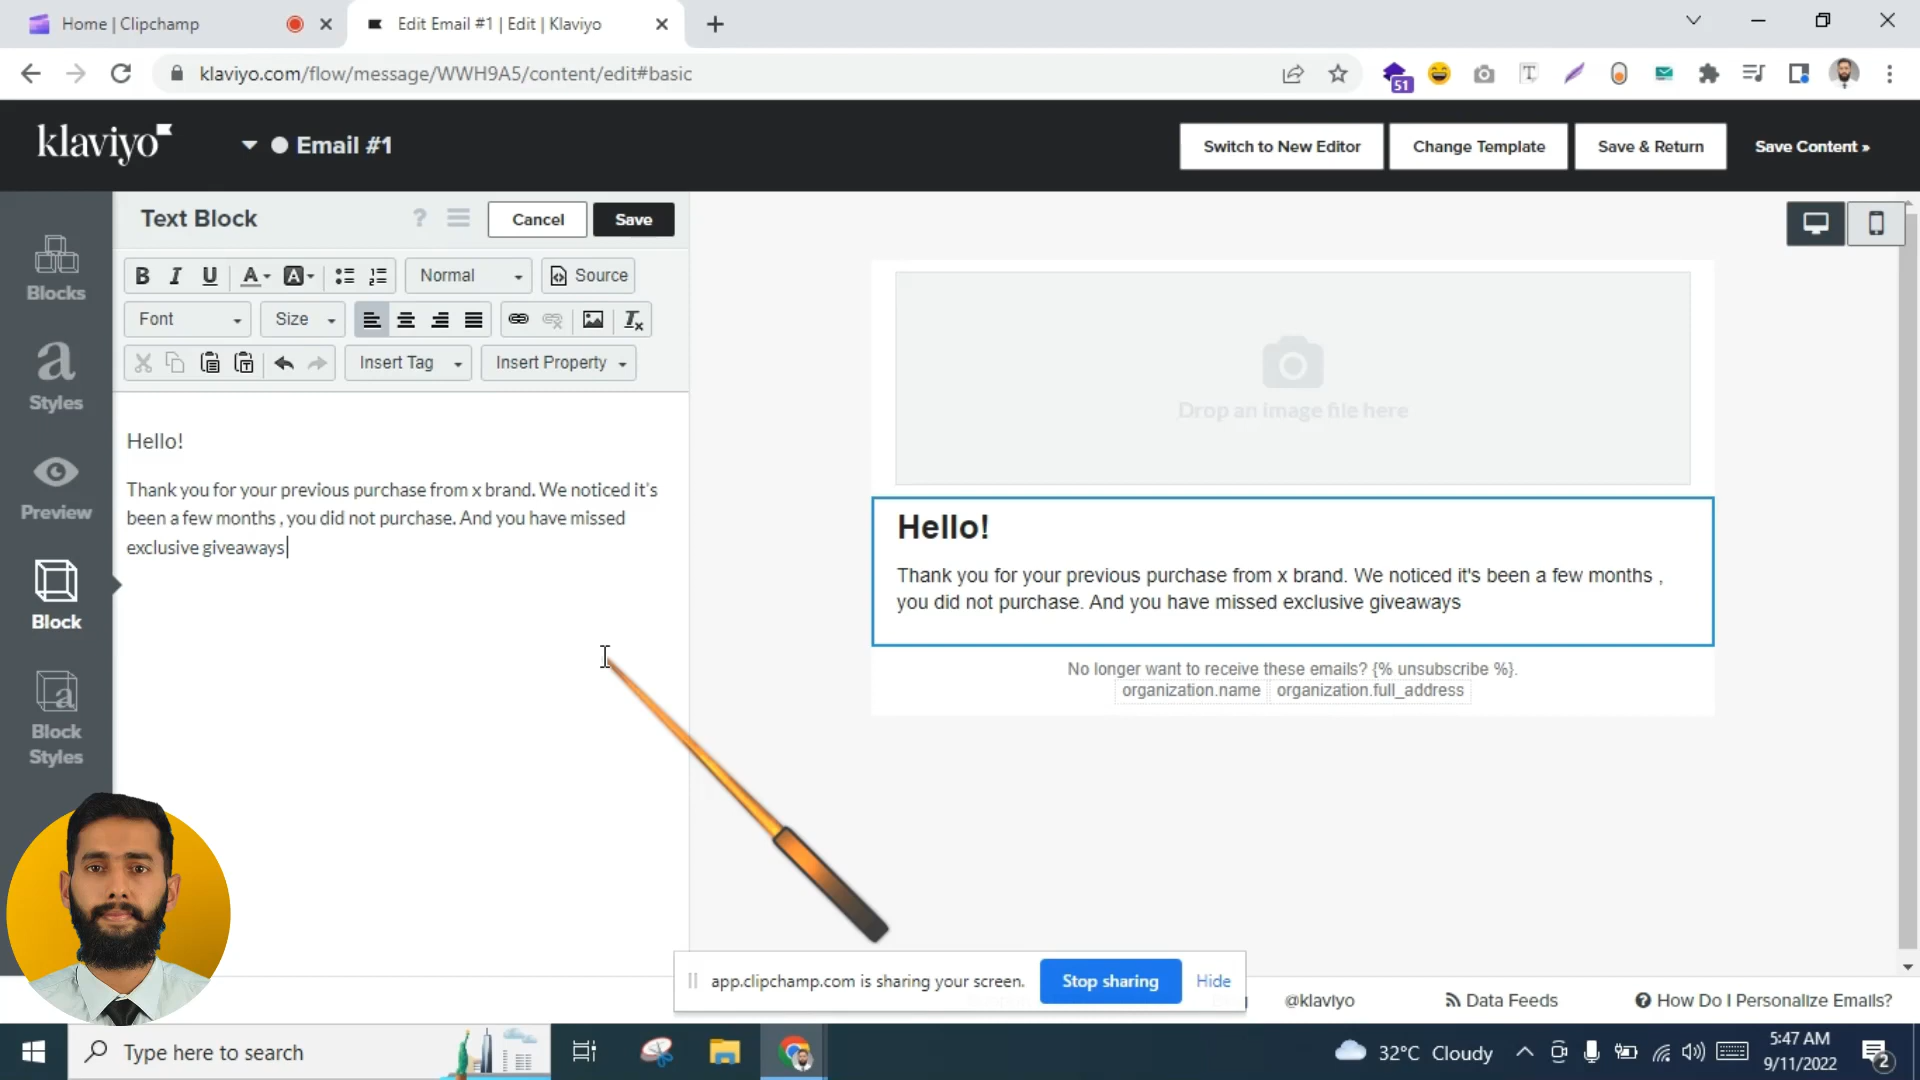 Home | Clipchamp
Edit Email #1 | Edit | Klaviyo
klaviyo.com/flow/message/WWH9A5/content/edit#basic
51
klaviyo
Email #1
Switch to New Editor
Change Template
Save & Return
Save Content »
Blocks
Styles
Preview
Block
Block
Styles
Text Block
?
Cancel
Save
B I U A A
Normal
Source
Font
Size
Insert Tag
Insert Property
Hello!
Thank you for your previous purchase from x brand. We noticed it's
been a few months , you did not purchase. And you have missed
exclusive giveaways
Drop an image file here
Hello!
Thank you for your previous purchase from x brand. We noticed it's been a few months ,
you did not purchase. And you have missed exclusive giveaways
No longer want to receive these emails? {% unsubscribe %}.
organization.name organization.full_address
app.clipchamp.com is sharing your screen.
Stop sharing
Hide
@klaviyo
Data Feeds
How Do I Personalize Emails?
Type here to search
32°C Cloudy
5:47 AM
9/11/2022
2